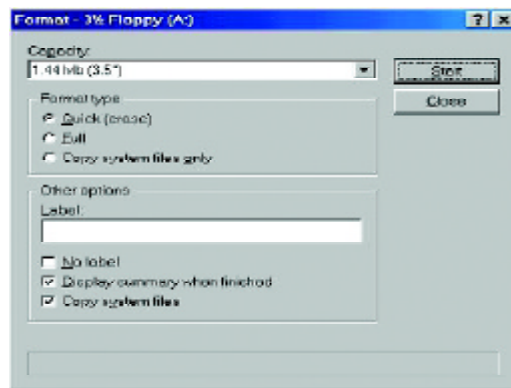 Format - 3½ Floppy (A:)
Capacity:
1.44 Mb (3.5")
Start
Close
Format type
Quick (erase)
Full
Copy system files only
Other options
Label:
No label
Display summary when finished
Copy system files